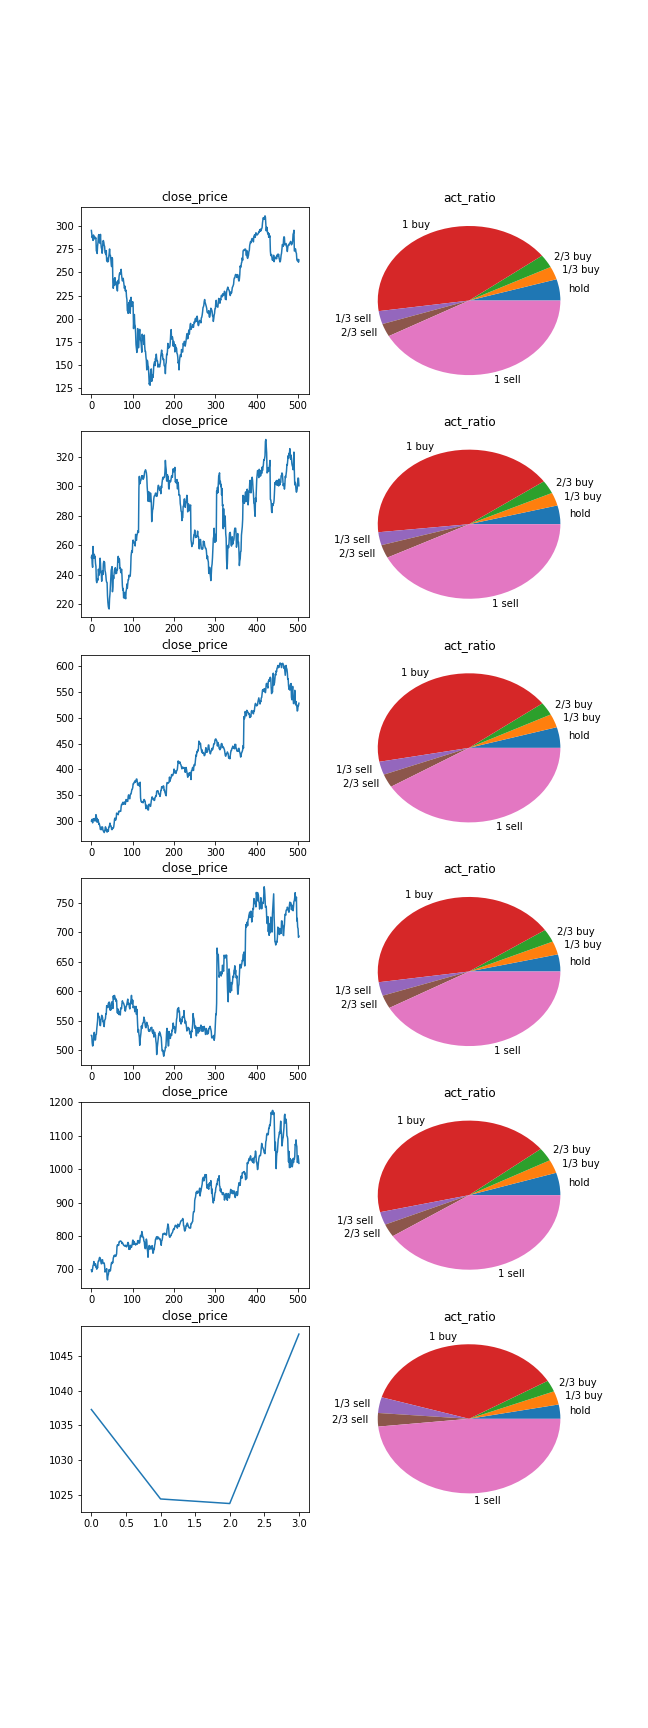 close_price
300
275
250
225
200
175
150
125
0 100 200 300 400 500
act_ratio
1 buy
2/3 buy
1/3 buy
hold
1/3 sell
2/3 sell
1 sell
close_price
320
300
280
260
240
220
0 100 200 300 400 500
act_ratio
1 buy
2/3 buy
1/3 buy
hold
1/3 sell
2/3 sell
1 sell
close_price
600
550
500
450
400
350
300
0 100 200 300 400 500
act_ratio
1 buy
2/3 buy
1/3 buy
hold
1/3 sell
2/3 sell
1 sell
close_price
750
700
650
600
550
500
0 100 200 300 400 500
act_ratio
1 buy
2/3 buy
1/3 buy
hold
1/3 sell
2/3 sell
1 sell
close_price
1200
1100
1000
900
800
700
0 100 200 300 400 500
act_ratio
1 buy
2/3 buy
1/3 buy
hold
1/3 sell
2/3 sell
1 sell
close_price
1045
1040
1035
1030
1025
0.0 0.5 1.0 1.5 2.0 2.5 3.0
act_ratio
1 buy
2/3 buy
1/3 buy
hold
1/3 sell
2/3 sell
1 sell